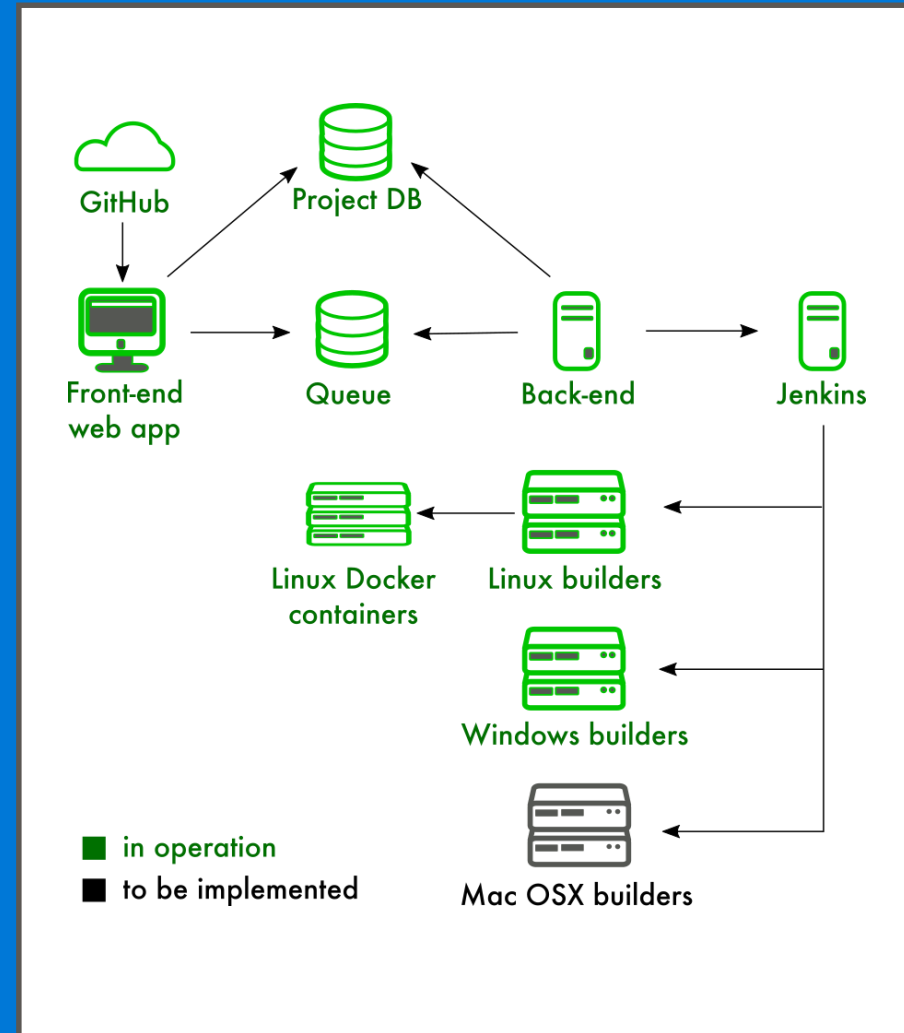 GitHub
Project DB
Front-end
web app
Queue
Back-end
Jenkins
Linux Docker
containers
Linux builders
Windows builders
Mac OSX builders
in operation
to be implemented